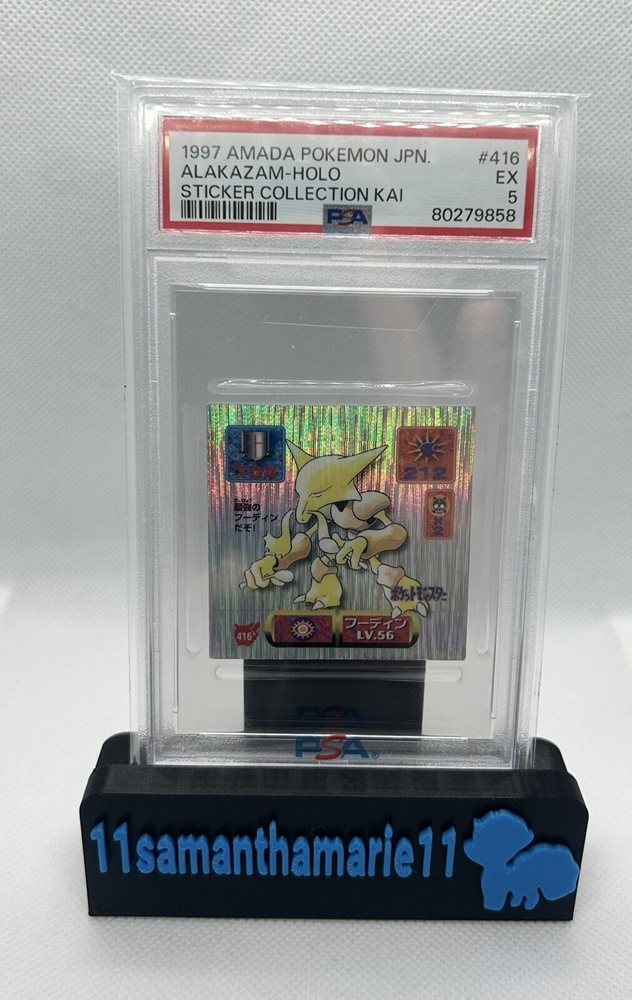 1997 AMADA POKEMON JPN. #416
ALAKAZAM-HOLO EX
STICKER COLLECTION KAI 5
PSA 80279858
212
最強の
フーディン
だぞ!
×2
ポケットモンスター
416
フーディン
LV.56
PSA
PSA®
11samanthamarie11